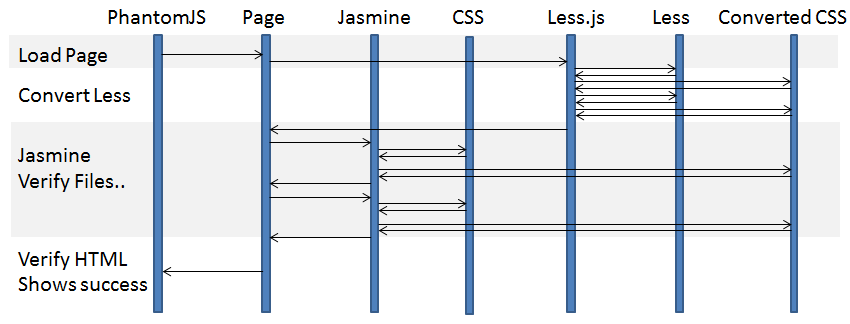 PhantomJS Page Jasmine CSS Less.js Less Converted CSS
Load Page
Convert Less
Jasmine
Verify Files..
Verify HTML
Shows success